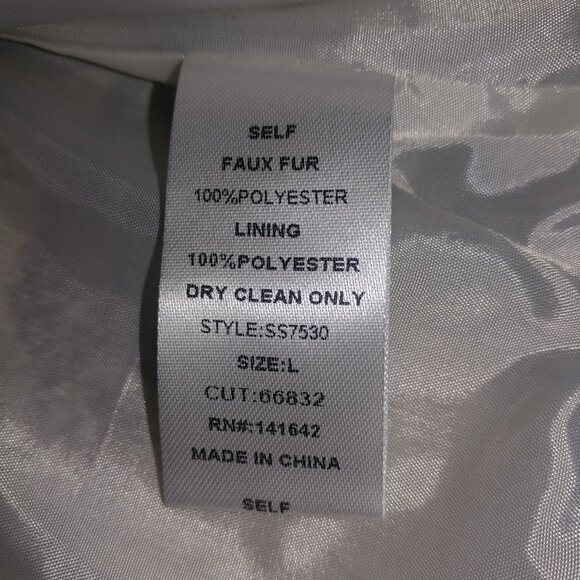 SELF
FAUX FUR
100%POLYESTER
LINING
100%POLYESTER
DRY CLEAN ONLY
STYLE:SS7530
SIZE:L
CUT:66832
RN#:141642
MADE IN CHINA
SELF